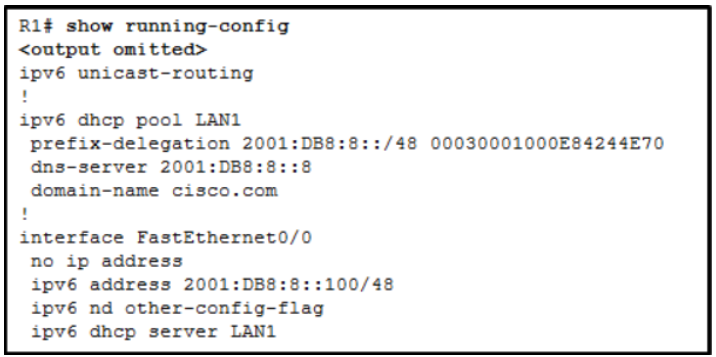 R1# show running-config
<output omitted>
ipv6 unicast-routing
!
ipv6 dhcp pool LAN1
prefix-delegation 2001:DB8:8::/48 00030001000E84244E70
dns-server 2001:DB8:8::8
domain-name cisco.com
!
interface FastEthernet0/0
no ip address
ipv6 address 2001:DB8:8::100/48
ipv6 nd other-config-flag
ipv6 dhcp server LAN1